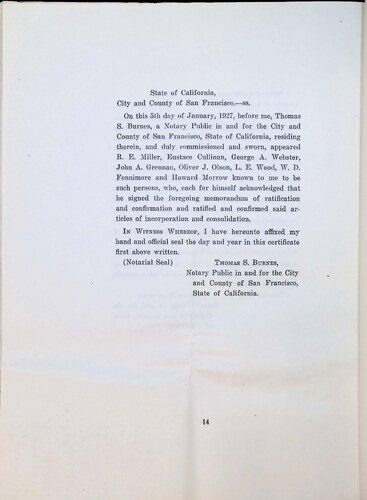 State of California,
City and County of San Francisco.—ss.
On this 5th day of January, 1927, before me, Thomas
S. Burnes, a Notary Public in and for the City and
County of San Francisco, State of California, residing
therein, and duly commissioned and sworn, appeared
R. E. Miller, Eustace Cullinan, George A. Webster,
John A. Grennan, Oliver J. Olson, L. E. Wood, W. D.
Fennimore and Howard Morrow known to me to be
such persons, who, each for himself acknowledged that
he signed the foregoing memorandum of ratification
and confirmation and ratified and confirmed said ar-
ticles of incorporation and consolidation.
In Witness Whereof, I have hereunto affixed my
hand and official seal the day and year in this certificate
first above written.
(Notarial Seal) Thomas S. Burnes,
Notary Public in and for the City
and County of San Francisco,
State of California.
14